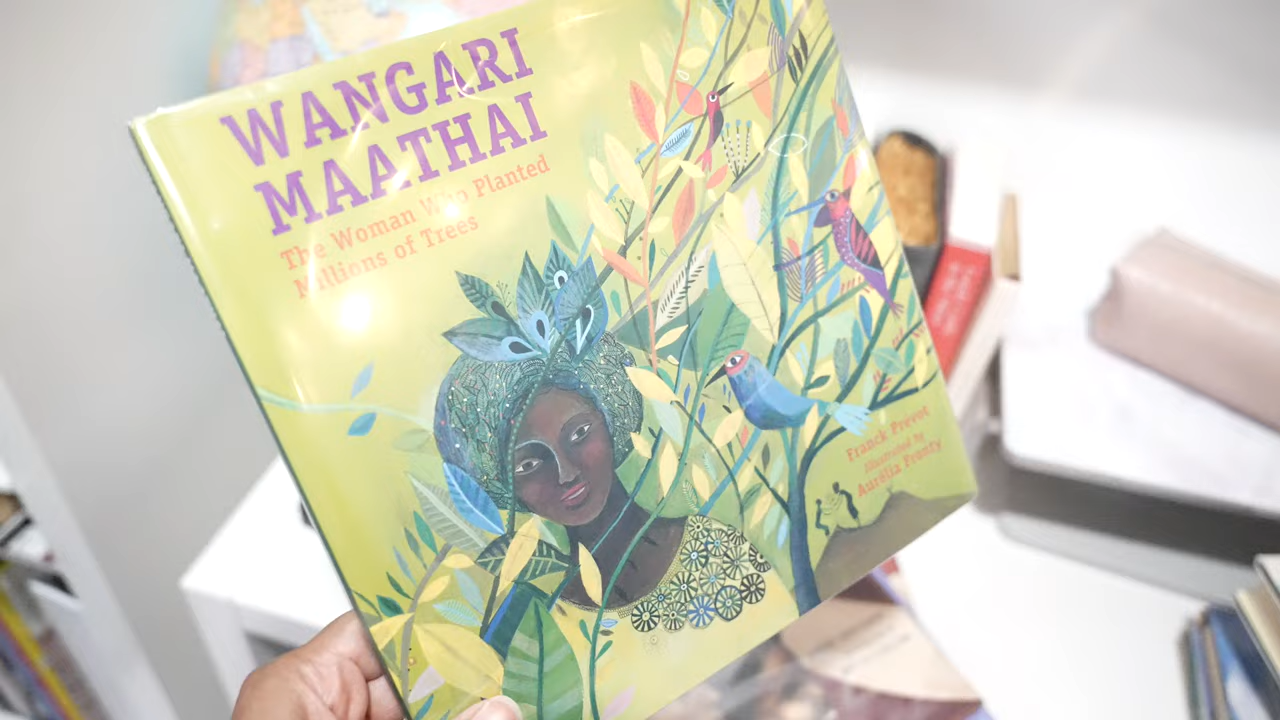 WANGARI
MAATHAI
The Woman Who Planted
Millions of Trees
Franck Prévot
Illustrated by
Aurélia Fronty